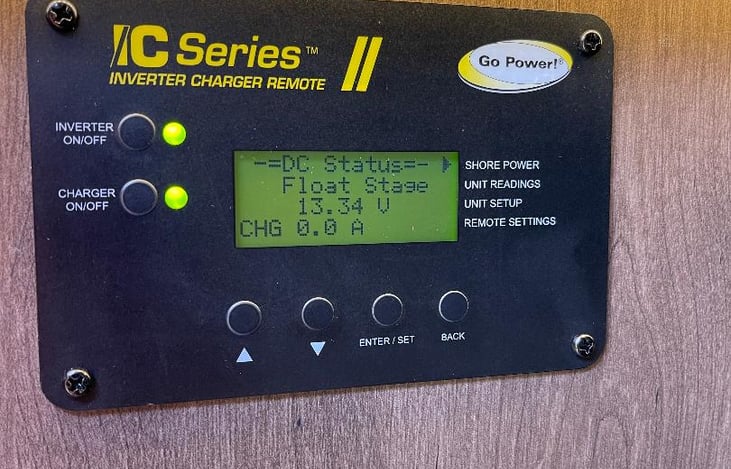 IC Series™
INVERTER CHARGER REMOTE
Go Power!®
INVERTER
ON/OFF
CHARGER
ON/OFF
-=DC Status=-
Float Stage
13.34 V
CHG 0.0 A
SHORE POWER
UNIT READINGS
UNIT SETUP
REMOTE SETTINGS
ENTER / SET
BACK